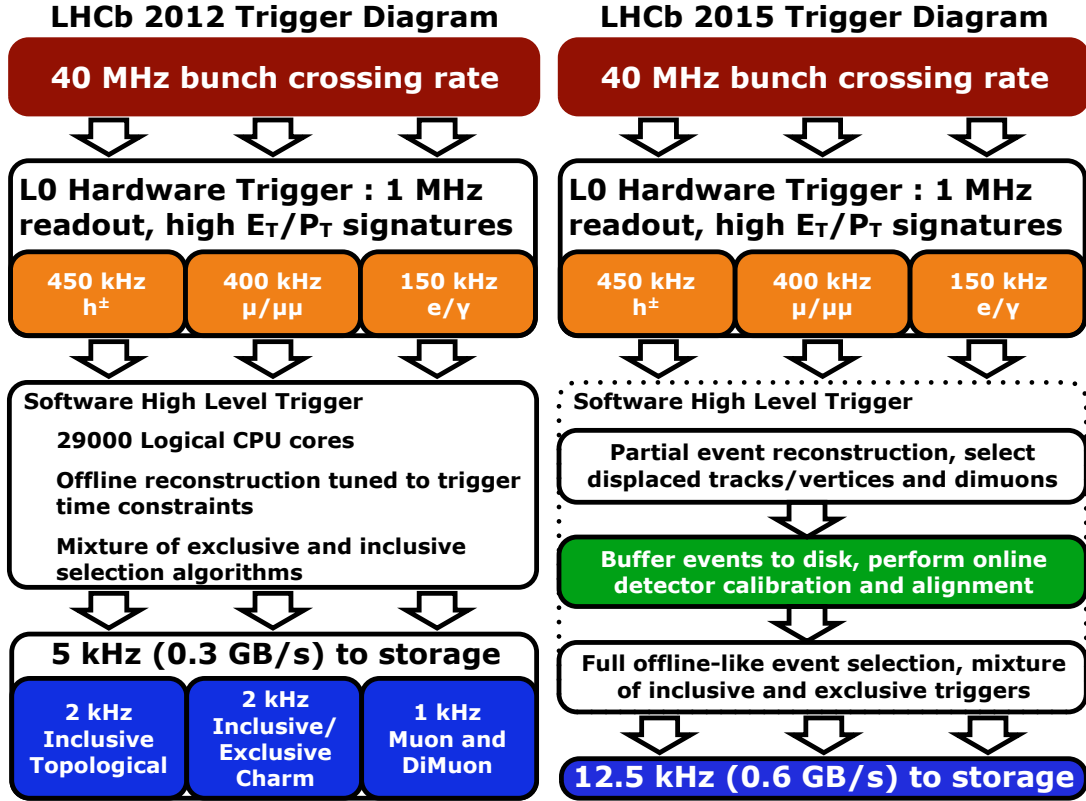 LHCb 2012 Trigger Diagram
40 MHz bunch crossing rate
L0 Hardware Trigger : 1 MHz
readout, high ET/PT signatures
450 kHz
h±
400 kHz
μ/μμ
150 kHz
e/γ
Software High Level Trigger
29000 Logical CPU cores
Offline reconstruction tuned to trigger
time constraints
Mixture of exclusive and inclusive
selection algorithms
5 kHz (0.3 GB/s) to storage
2 kHz
Inclusive
Topological
2 kHz
Inclusive/
Exclusive
Charm
1 kHz
Muon and
DiMuon
LHCb 2015 Trigger Diagram
40 MHz bunch crossing rate
L0 Hardware Trigger : 1 MHz
readout, high ET/PT signatures
450 kHz
h±
400 kHz
μ/μμ
150 kHz
e/γ
Software High Level Trigger
Partial event reconstruction, select
displaced tracks/vertices and dimuons
Buffer events to disk, perform online
detector calibration and alignment
Full offline-like event selection, mixture
of inclusive and exclusive triggers
12.5 kHz (0.6 GB/s) to storage